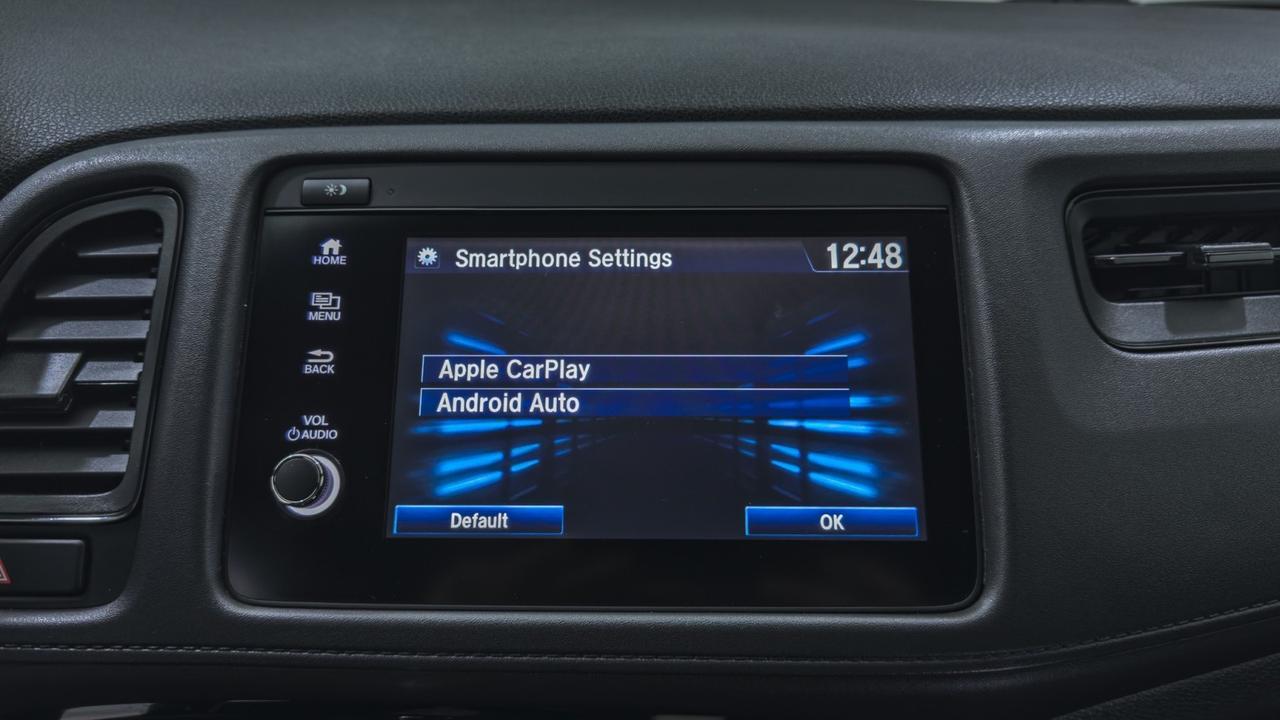 HOME
MENU
BACK
VOL
AUDIO
Smartphone Settings
12:48
Apple CarPlay
Android Auto
Default
OK